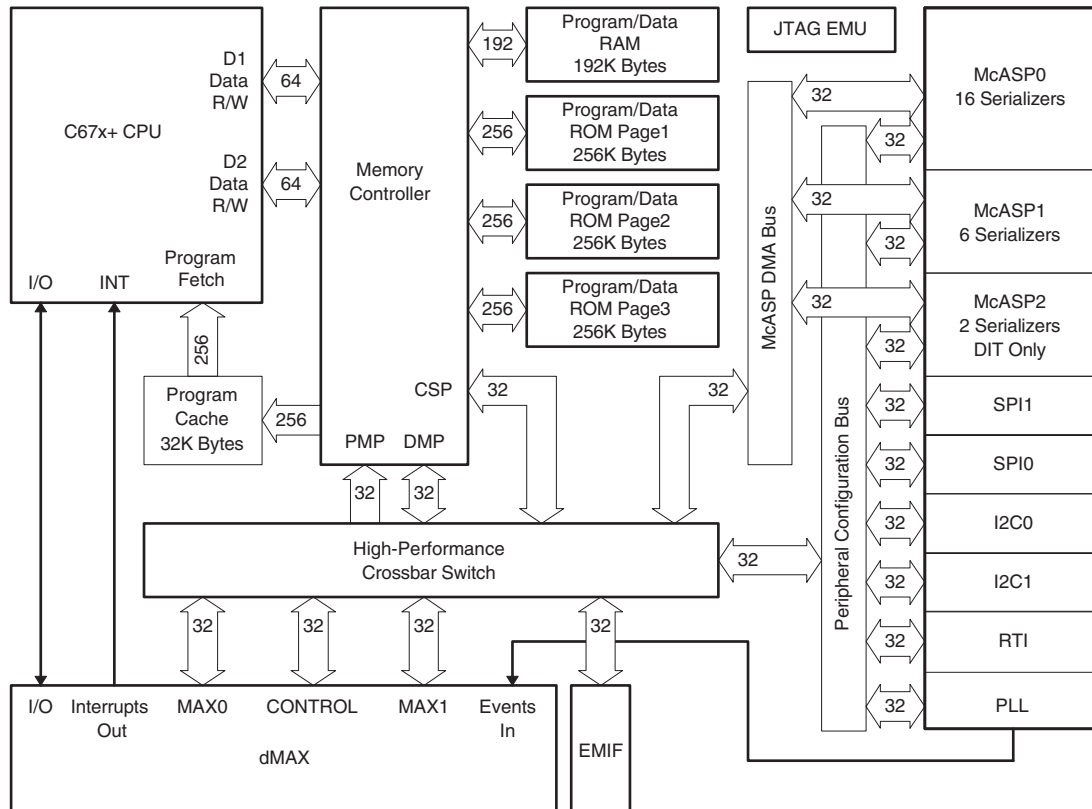 C67x+ CPU
D1
Data
R/W
64
D2
Data
R/W
64
I/O
INT
Program
Fetch
256
Program
Cache
32K Bytes
256
Memory
Controller
CSP
32
PMP
DMP
32
32
192
Program/Data
RAM
192K Bytes
256
Program/Data
ROM Page1
256K Bytes
256
Program/Data
ROM Page2
256K Bytes
256
Program/Data
ROM Page3
256K Bytes
JTAG EMU
McASP DMA Bus
32
Peripheral Configuration Bus
32
32
32
McASP0
16 Serializers
32
32
McASP1
6 Serializers
32
32
McASP2
2 Serializers
DIT Only
32
SPI1
32
SPI0
32
I2C0
32
I2C1
32
RTI
32
PLL
32
High-Performance
Crossbar Switch
32
32
32
32
I/O
Interrupts
Out
MAX0
CONTROL
MAX1
Events
In
dMAX
EMIF